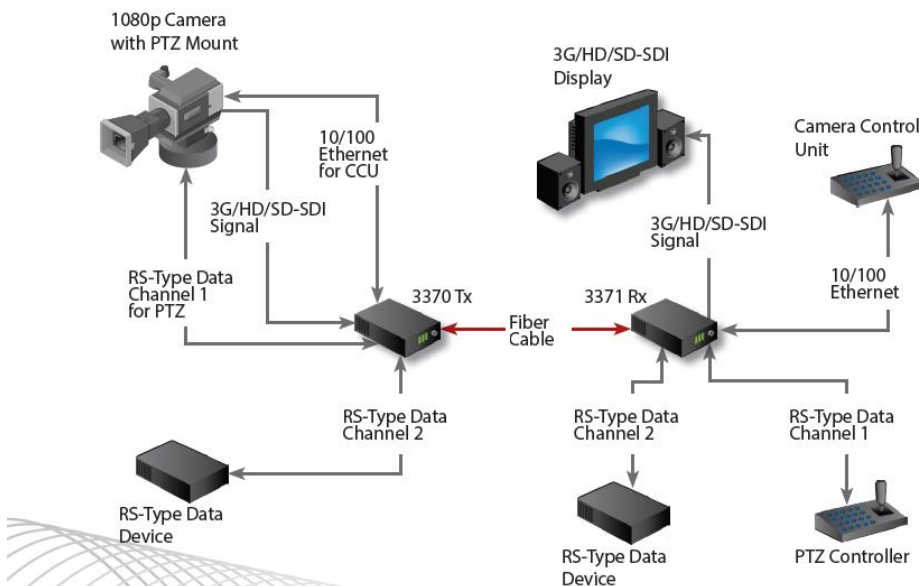 1080p Camera
with PTZ Mount
3G/HD/SD-SDI
Display
Camera Control
Unit
10/100
Ethernet
for CCU
3G/HD/SD-SDI
Signal
3G/HD/SD-SDI
Signal
RS-Type Data
Channel 1
for PTZ
10/100
Ethernet
3370 Tx
3371 Rx
Fiber
Cable
RS-Type Data
Channel 2
RS-Type Data
Channel 2
RS-Type Data
Channel 1
RS-Type Data
Device
RS-Type Data
Device
PTZ Controller